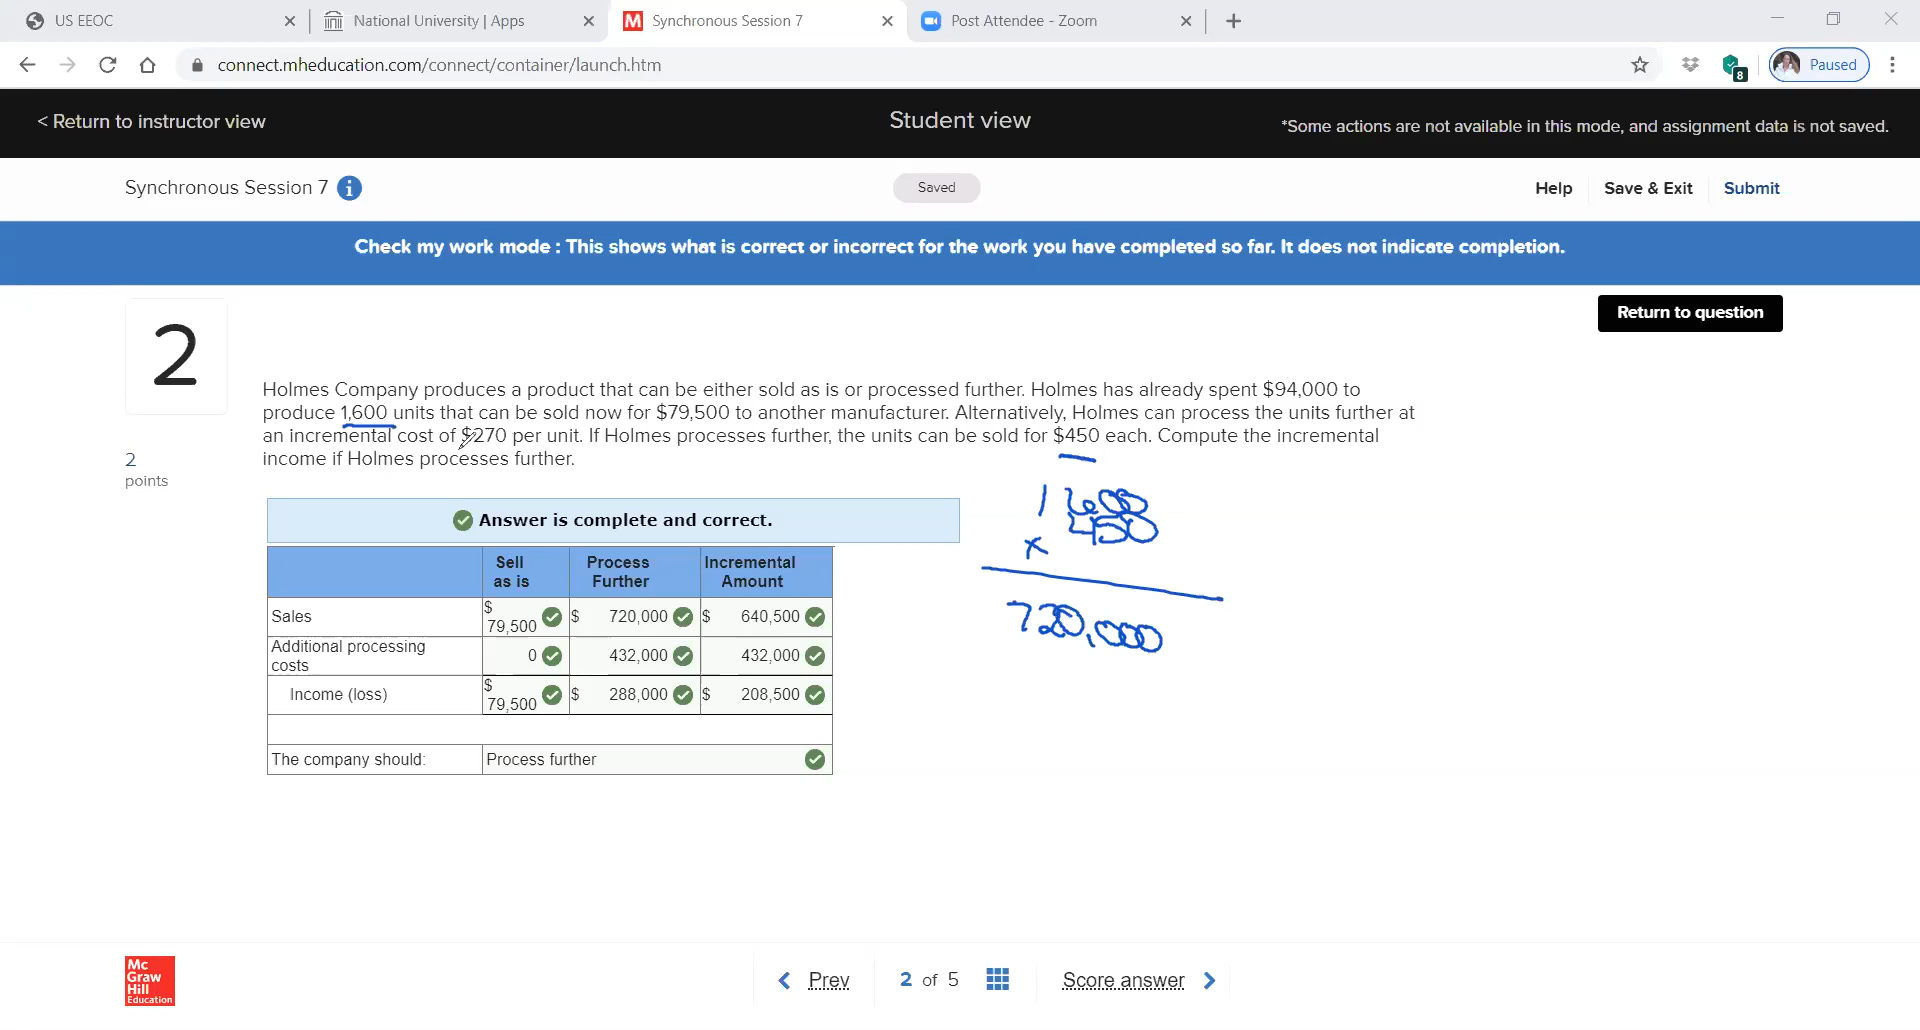 US EEOC
National University | Apps
Synchronous Session 7
Post Attendee - Zoom
connect.mheducation.com/connect/container/launch.htm
8
Paused
< Return to instructor view
Student view
*Some actions are not available in this mode, and assignment data is not saved.
Synchronous Session 7
Saved
Help
Save & Exit
Submit
Check my work mode : This shows what is correct or incorrect for the work you have completed so far. It does not indicate completion.
2
Return to question
2
points
Holmes Company produces a product that can be either sold as is or processed further. Holmes has already spent $94,000 to
produce 1,600 units that can be sold now for $79,500 to another manufacturer. Alternatively, Holmes can process the units further at
an incremental cost of $270 per unit. If Holmes processes further, the units can be sold for $450 each. Compute the incremental
income if Holmes processes further.
1600
x 450
720,000
Answer is complete and correct.
Sell as is Process Further Incremental Amount
Sales $ 79,500 $ 720,000 $ 640,500
Additional processing costs 0 432,000 432,000
Income (loss) $ 79,500 $ 288,000 $ 208,500
The company should: Process further
Mc
Graw
Hill
Education
Prev
2 of 5
Score answer